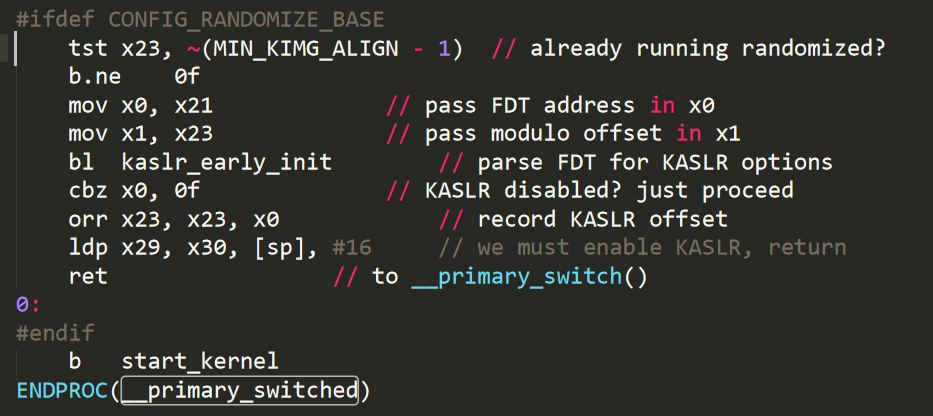 #ifdef CONFIG_RANDOMIZE_BASE
tst x23, ~(MIN_KIMG_ALIGN - 1) // already running randomized?
b.ne 0f
mov x0, x21 // pass FDT address in x0
mov x1, x23 // pass modulo offset in x1
bl kaslr_early_init // parse FDT for KASLR options
cbz x0, 0f // KASLR disabled? just proceed
orr x23, x23, x0 // record KASLR offset
ldp x29, x30, [sp], #16 // we must enable KASLR, return
ret // to __primary_switch()
0:
#endif
b start_kernel
ENDPROC(__primary_switched)